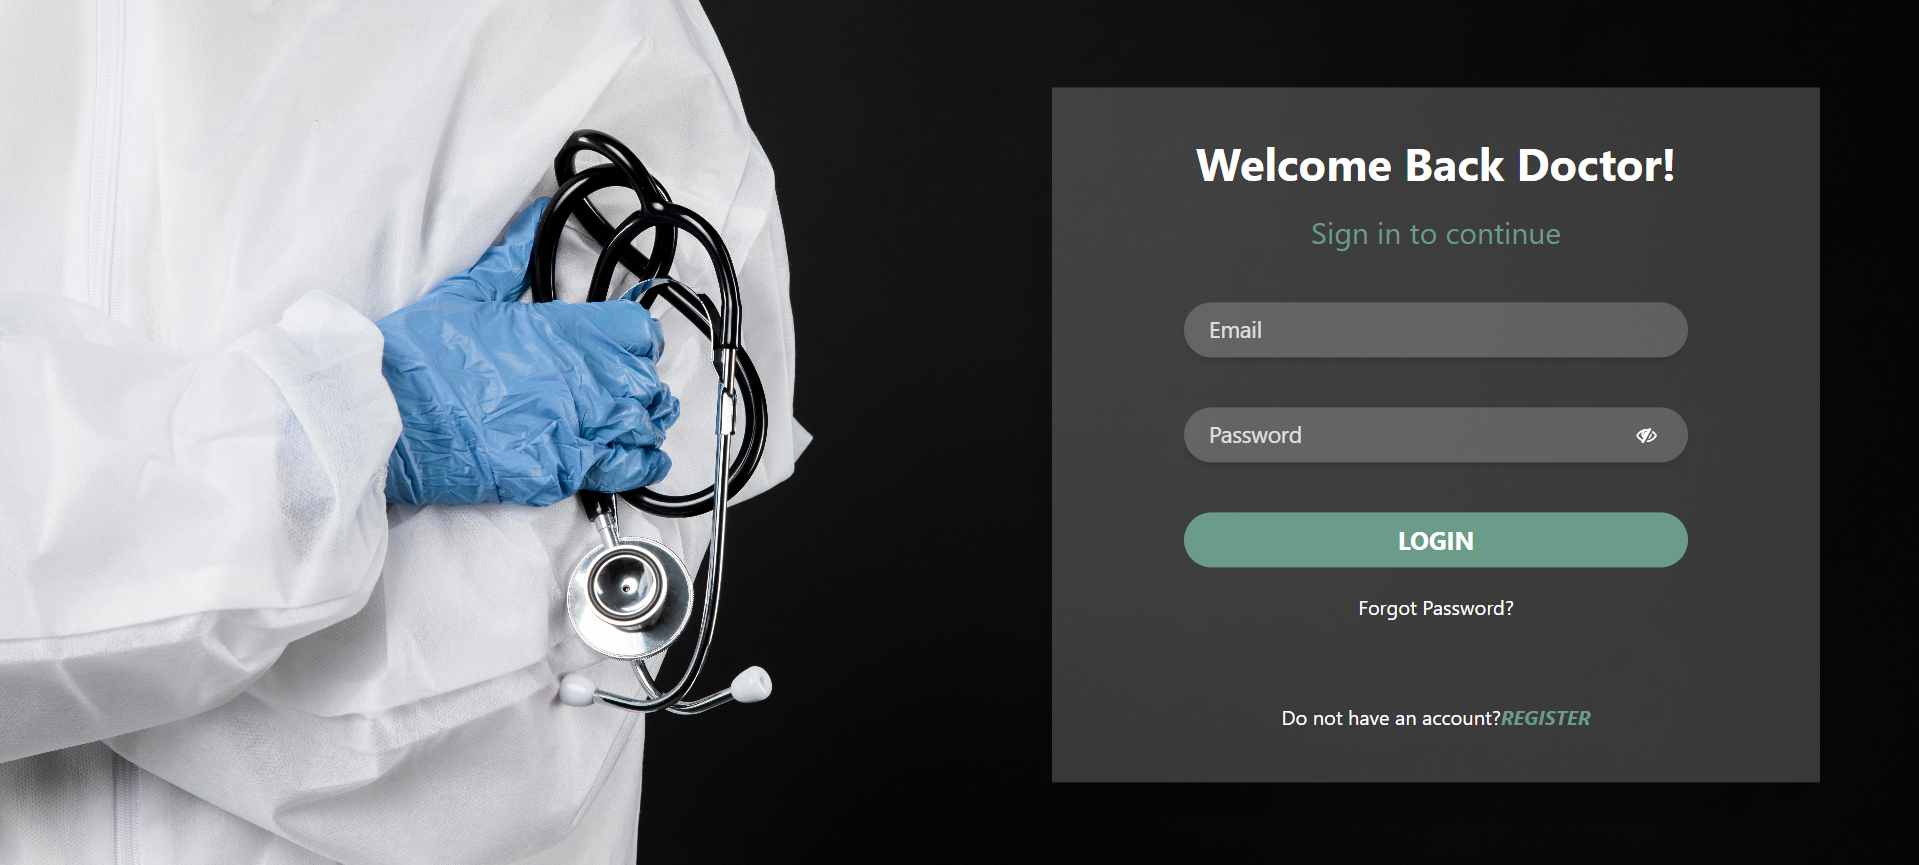 Welcome Back Doctor!
Sign in to continue
Email
Password
LOGIN
Forgot Password?
Do not have an account?REGISTER